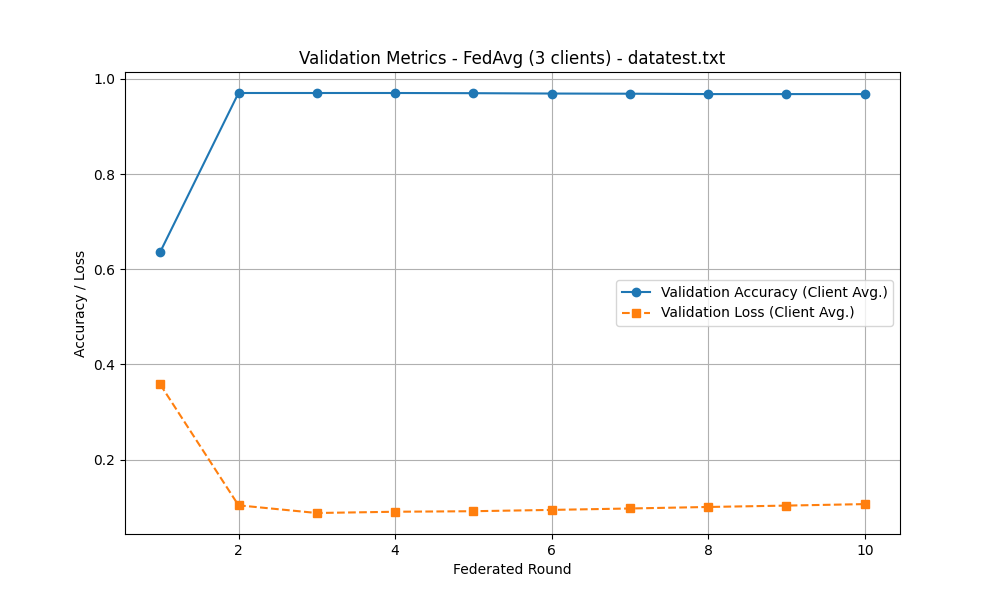 Validation Metrics - FedAvg (3 clients) - datatest.txt
Accuracy / Loss
1.0
0.8
0.6
0.4
0.2
Validation Accuracy (Client Avg.)
Validation Loss (Client Avg.)
2
4
6
8
10
Federated Round